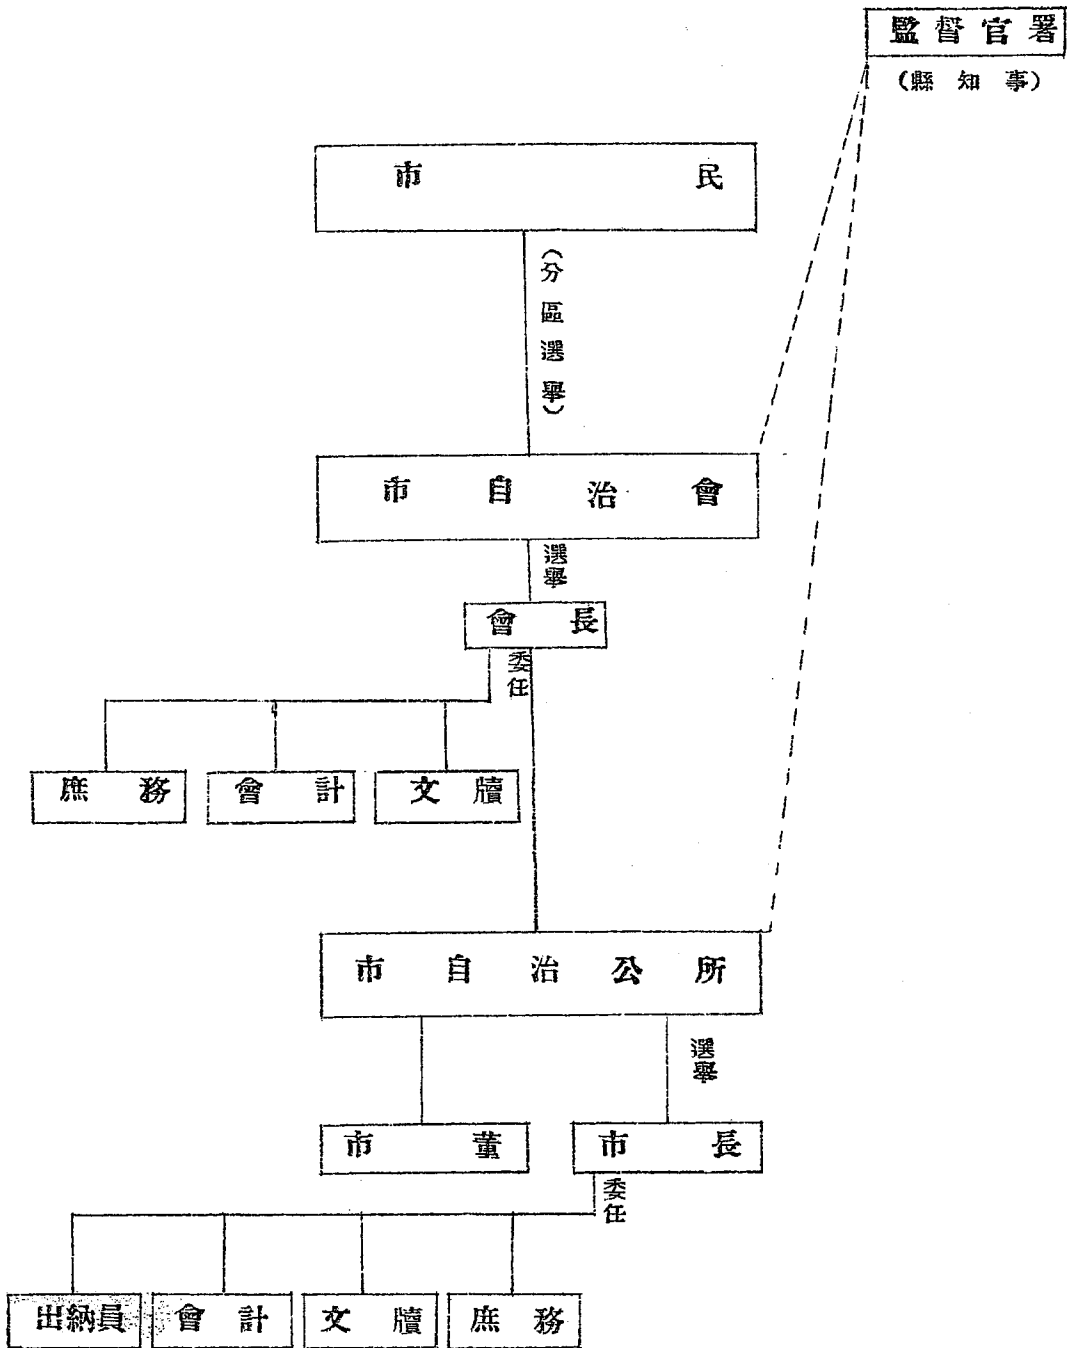 監督官署
(縣知事)
市民
(分區選舉)
市自治會
選舉
會長
委任
庶務
會計
文牘
市自治公所
選舉
市董
市長
委任
出納員
會計
文牘
庶務